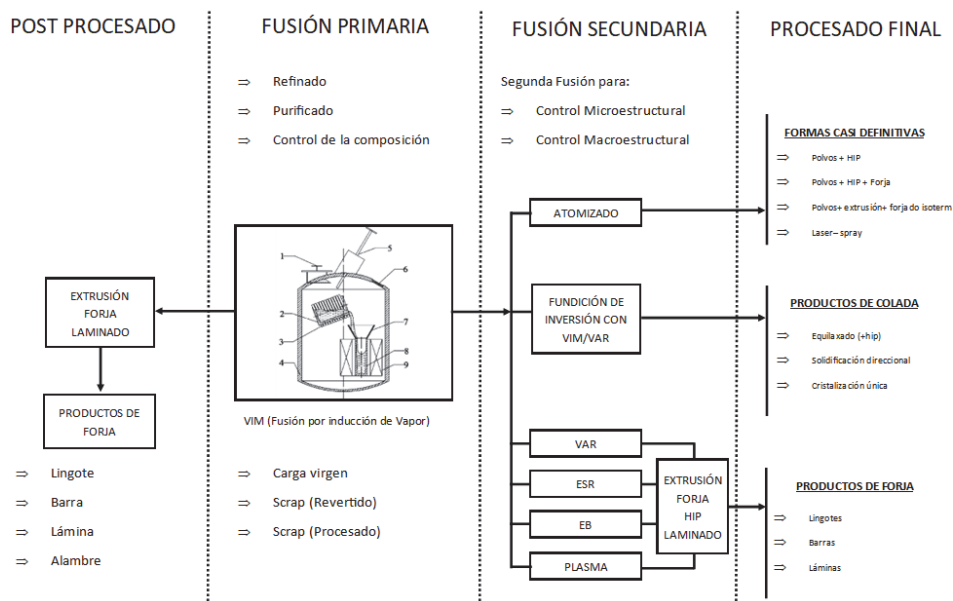 POST PROCESADO
FUSIÓN PRIMARIA
FUSIÓN SECUNDARIA
PROCESADO FINAL
⇒ Refinado
⇒ Purificado
⇒ Control de la composición
Segunda Fusión para:
⇒ Control Microestructural
⇒ Control Macroestructural
EXTRUSIÓN
FORJA
LAMINADO
PRODUCTOS DE
FORJA
⇒ Lingote
⇒ Barra
⇒ Lámina
⇒ Alambre
1
2
3
4
5
6
7
8
9
VIM (Fusión por inducción de Vapor)
⇒ Carga virgen
⇒ Scrap (Revertido)
⇒ Scrap (Procesado)
ATOMIZADO
FUNDICIÓN DE
INVERSIÓN CON
VIM/VAR
VAR
ESR
EB
PLASMA
EXTRUSIÓN
FORJA
HIP
LAMINADO
FORMAS CASI DEFINITIVAS
⇒ Polvos + HIP
⇒ Polvos + HIP + Forja
⇒ Polvos+ extrusión+ forjado isoterm
⇒ Laser– spray
PRODUCTOS DE COLADA
⇒ Equilaxado (+hip)
⇒ Solidificación direccional
⇒ Cristalización única
PRODUCTOS DE FORJA
⇒ Lingotes
⇒ Barras
⇒ Láminas